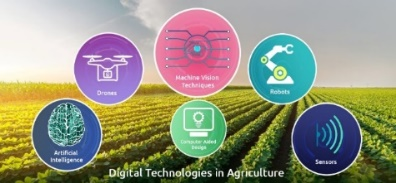 Machine Vision
Techniques
Drones
Robots
Artificial
Intelligence
Computer Aided
Design
Sensors
Digital Technologies in Agriculture